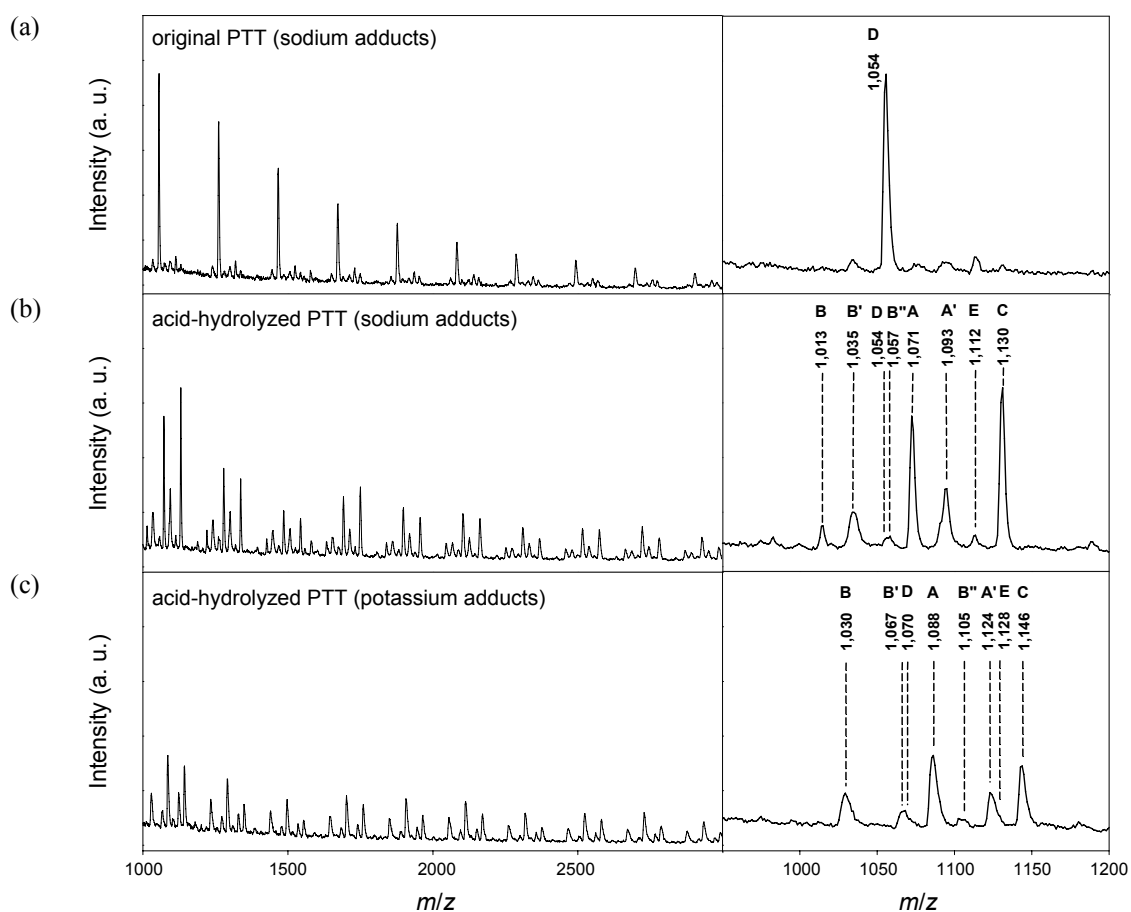 (a)
original PTT (sodium adducts)
Intensity (a. u.)
D
1,054
(b)
acid-hydrolyzed PTT (sodium adducts)
Intensity (a. u.)
B B' D B" A A' E C
1,013 1,035 1,054 1,057 1,071 1,093 1,112 1,130
(c)
acid-hydrolyzed PTT (potassium adducts)
Intensity (a. u.)
B B' D A B" A' E C
1,030 1,067 1,070 1,088 1,105 1,124 1,128 1,146
1000 1500 2000 2500 1000 1050 1100 1150 1200
m/z m/z